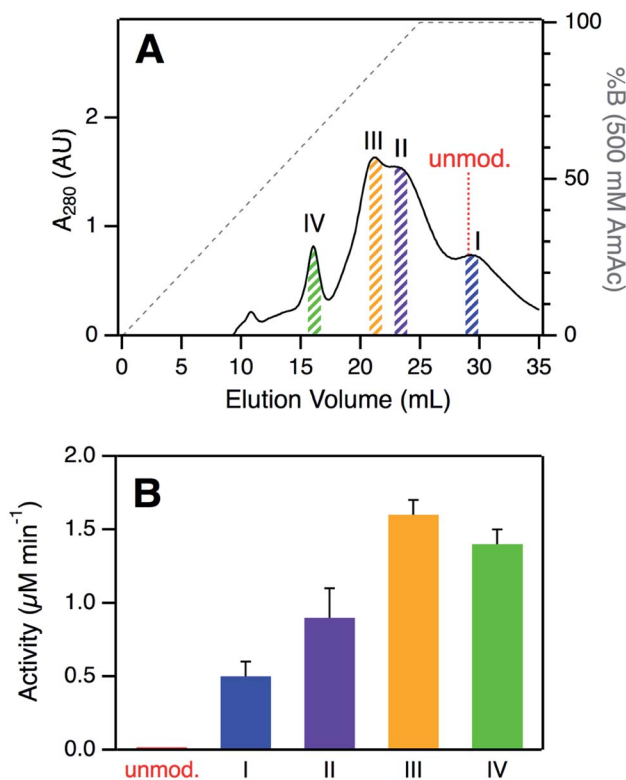 A
A280 (AU)
2
1
0
IV
III
II
unmod.
I
100
50
0
%B (500 mM AmAc)
0 5 10 15 20 25 30 35
Elution Volume (mL)
B
Activity (µM min⁻¹)
2.0
1.5
1.0
0.5
0.0
unmod. I II III IV